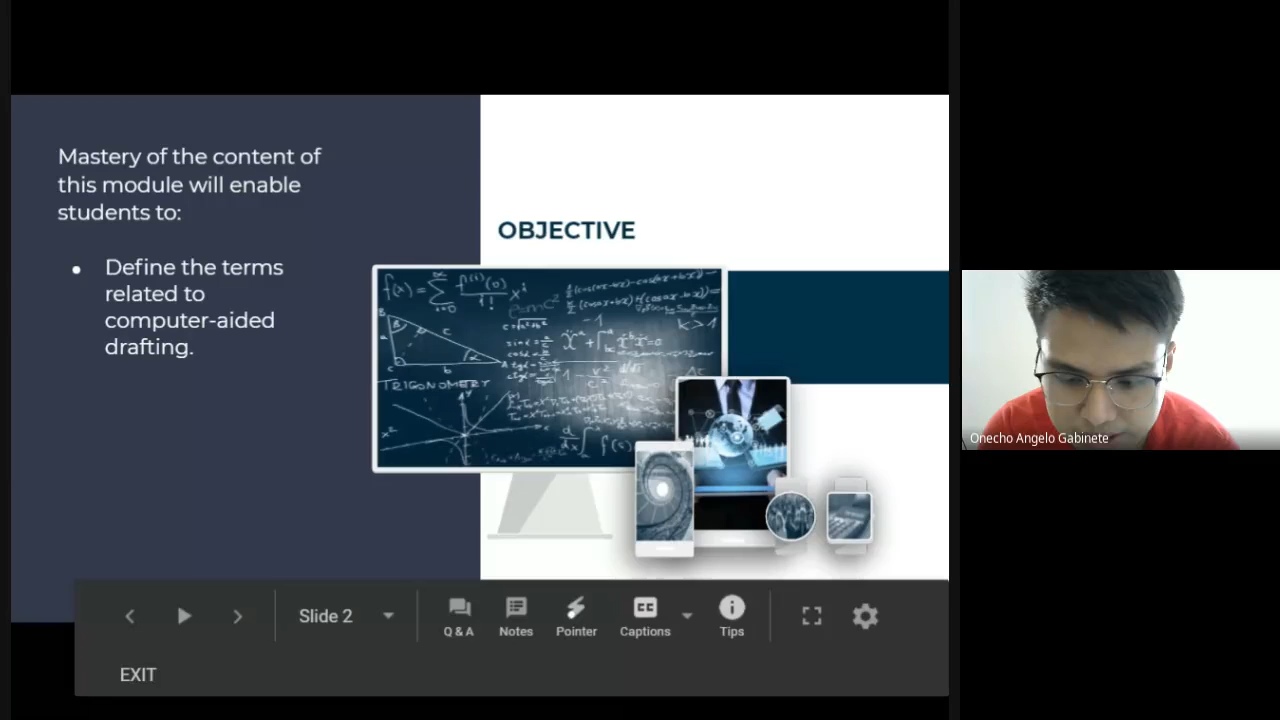 Mastery of the content of
this module will enable
students to:
OBJECTIVE
● Define the terms
related to
computer-aided
drafting.
TRIGONOMETRY
Onecho Angelo Gabinete
Slide 2
Q & A
Notes
Pointer
Captions
Tips
EXIT